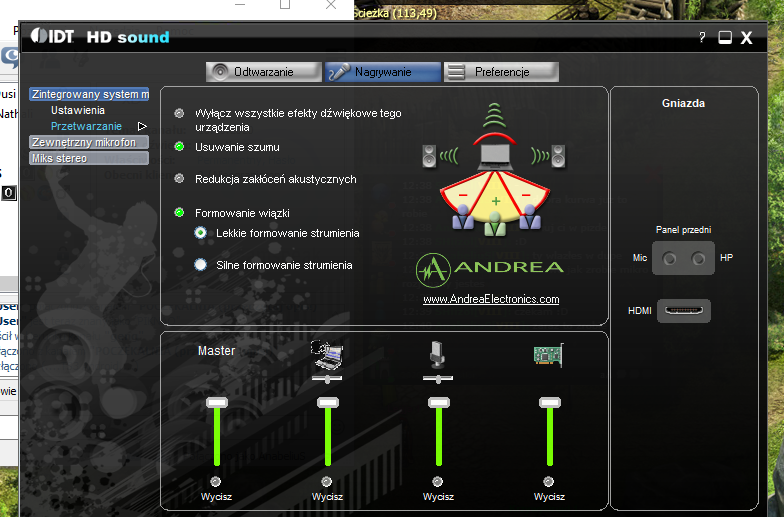 Ścieżka (113,49)
IDT HD sound
?
X
Odtwarzanie
Nagrywanie
Preferencje
Zintegrowany system m
Ustawienia
Przetwarzanie
Zewnętrzny mikrofon
Miks stereo
Wyłącz wszystkie efekty dźwiękowe tego
urządzenia
Usuwanie szumu
Redukcja zakłóceń akustycznych
Formowanie wiązki
Lekkie formowanie strumienia
Silne formowanie strumienia
ANDREA
www.AndreaElectronics.com
Gniazda
Panel przedni
Mic
HP
HDMI
Master
Wycisz
Wycisz
Wycisz
Wycisz